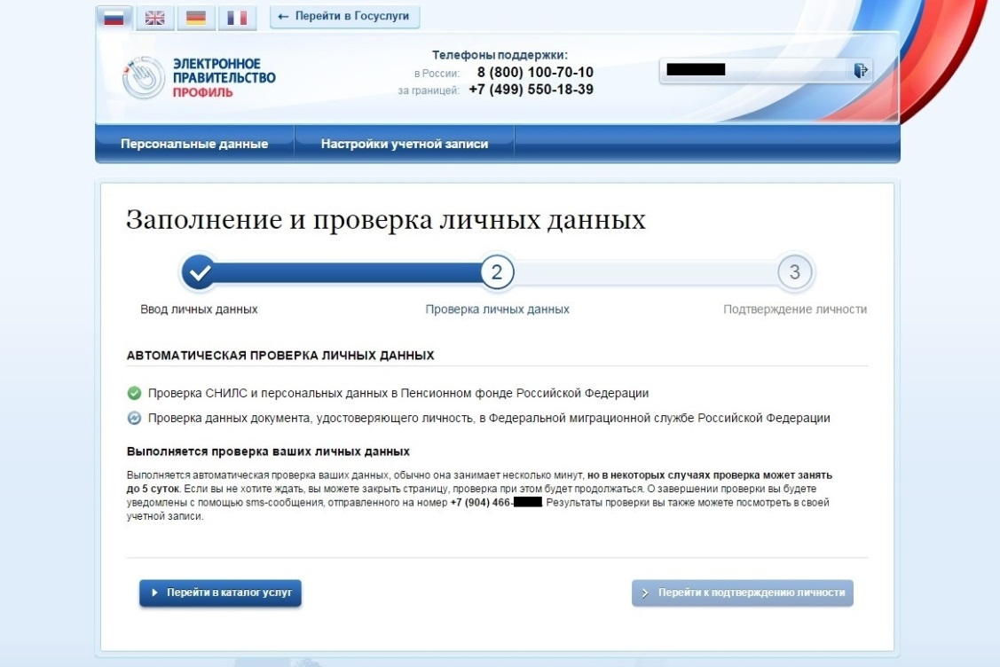 ← Перейти в Госуслуги
ЭЛЕКТРОННОЕ
ПРАВИТЕЛЬСТВО
ПРОФИЛЬ
Телефоны поддержки:
в России: 8 (800) 100-70-10
за границей: +7 (499) 550-18-39
Персональные данные Настройки учетной записи
Заполнение и проверка личных данных
2 3
Ввод личных данных Проверка личных данных Подтверждение личности
АВТОМАТИЧЕСКАЯ ПРОВЕРКА ЛИЧНЫХ ДАННЫХ
Проверка СНИЛС и персональных данных в Пенсионном фонде Российской Федерации
Проверка данных документа, удостоверяющего личность, в Федеральной миграционной службе Российской Федерации
Выполняется проверка ваших личных данных
Выполняется автоматическая проверка ваших данных, обычно она занимает несколько минут, но в некоторых случаях проверка может занять
до 5 суток. Если вы не хотите ждать, вы можете закрыть страницу, проверка при этом будет продолжаться. О завершении проверки вы будете
уведомлены с помощью sms-сообщения, отправленного на номер +7 (904) 466- . Результаты проверки вы также можете посмотреть в своей
учетной записи.
Перейти в каталог услуг Перейти к подтверждению личности